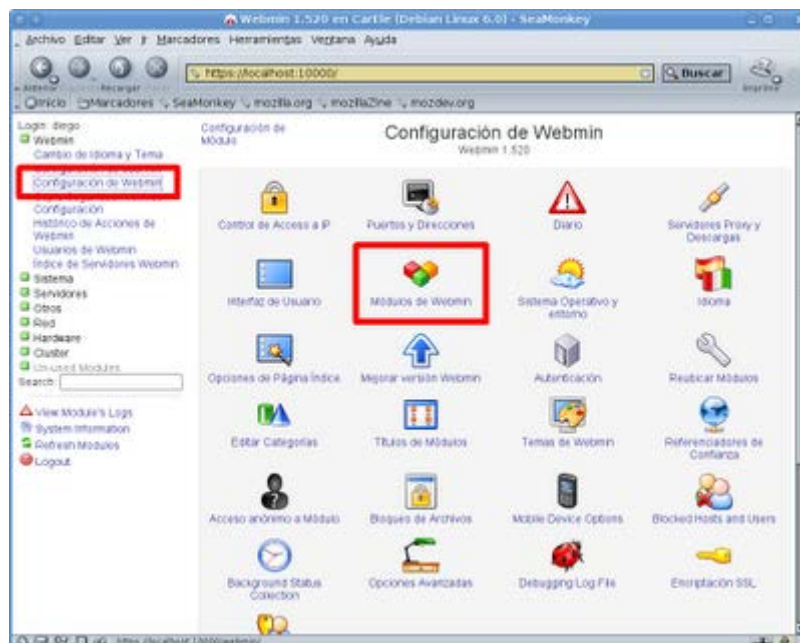 Webmin 1.520 en Cartle (Debian Linux 6.0) - SeaMonkey
Archivo Editar Ver Ir Marcadores Herramientas Ventana Ayuda
Anterior Recargar
https://localhost:10000/
Buscar
Imprimir
Inicio Marcadores SeaMonkey mozilla.org mozillaZine mozdev.org
Login: diego
Webmin
Cambio de Idioma y Tema
Configuración de Webmin
Configuración
Histórico de Acciones de
Webmin
Usuarios de Webmin
Índice de Servidores Webmin
Sistema
Servidores
Otros
Red
Hardware
Cluster
Un-used Modules
Search:
View Module's Logs
System Information
Refresh Modules
Logout
Configuración de
Módulo
Configuración de Webmin
Webmin 1.520
Control de Acceso a IP
Puertos y Direcciones
Diario
Servidores Proxy y
Descargas
Interfaz de Usuario
Módulos de Webmin
Sistema Operativo y
entorno
Idioma
Opciones de Página Índice
Mejorar versión Webmin
Autenticación
Reubicar Módulos
Editar Categorías
Títulos de Módulos
Temas de Webmin
Referenciadores de
Confianza
Acceso anónimo a Módulo
Bloqueo de Archivos
Mobile Device Options
Blocked Hosts and Users
Background Status
Collection
Opciones Avanzadas
Debugging Log File
Encriptación SSL
https://localhost:10000/webmin/